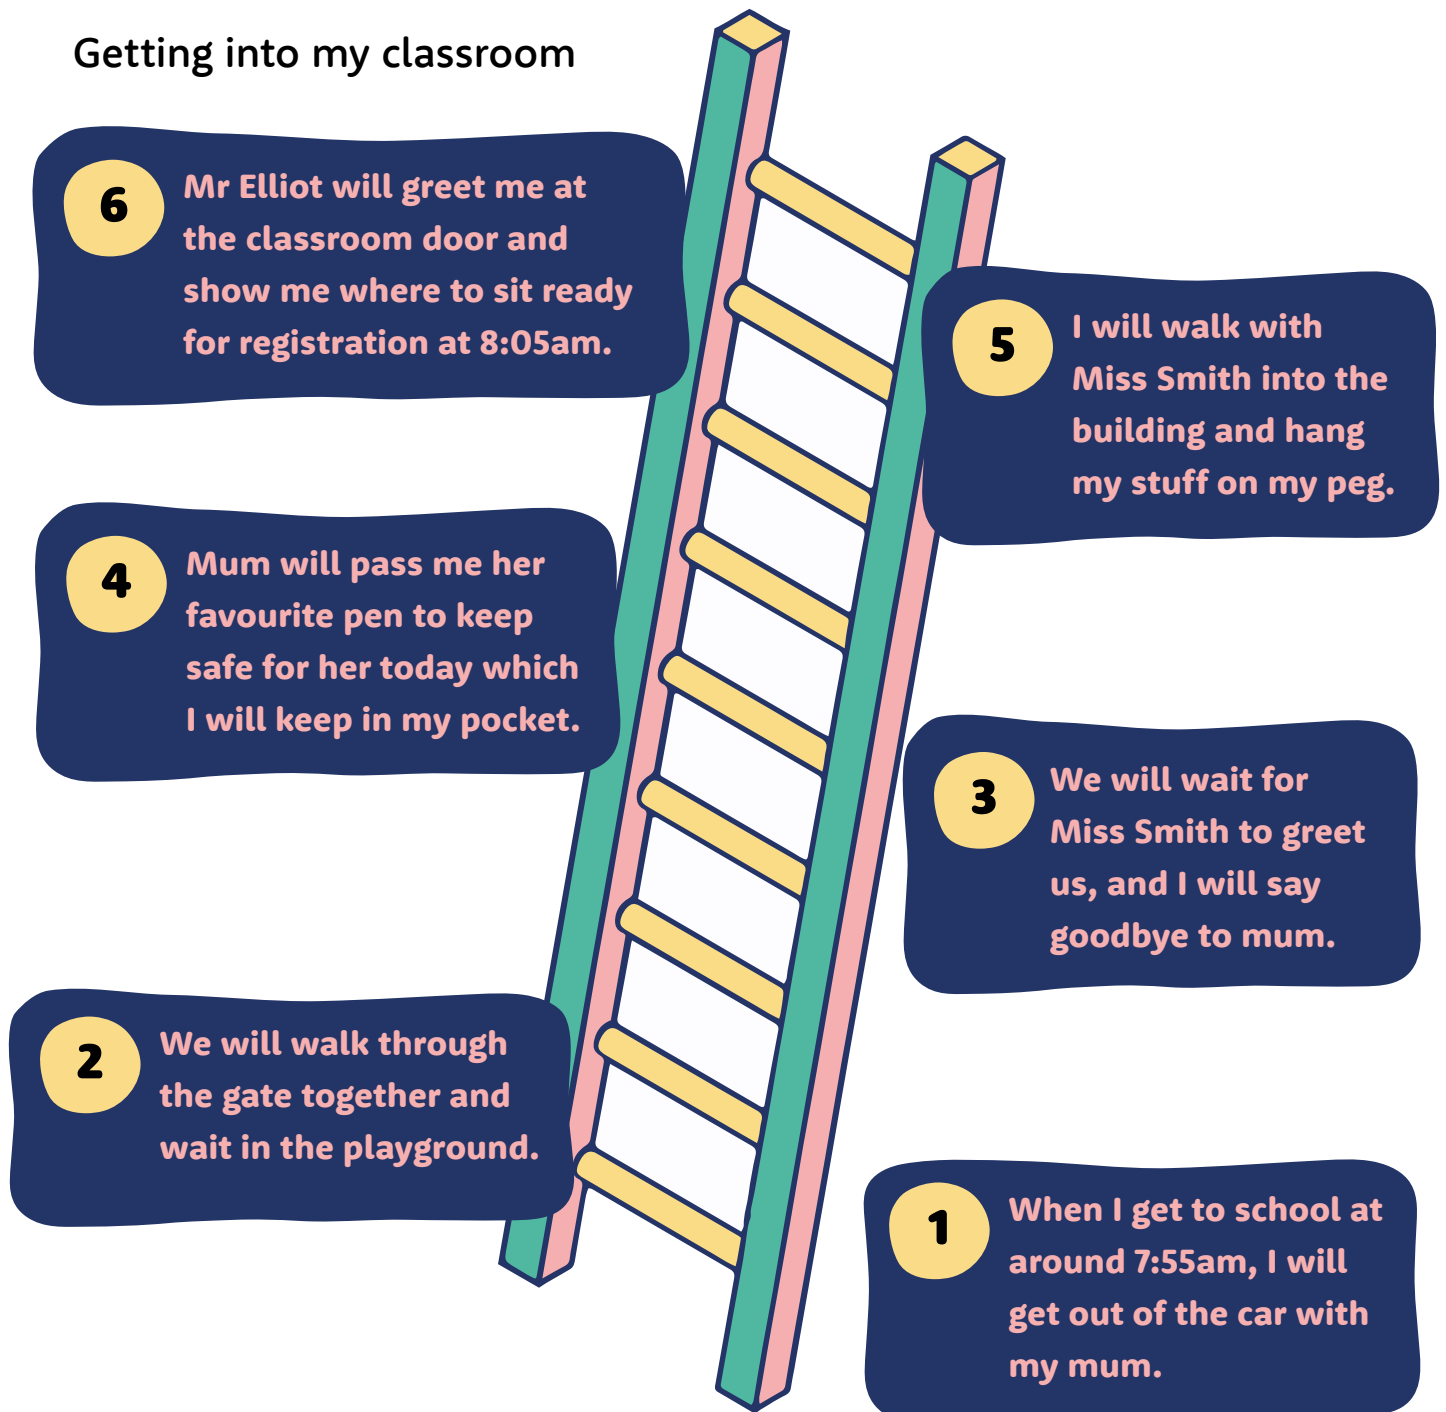 Getting into my classroom
6
Mr Elliot will greet me at
the classroom door and
show me where to sit ready
for registration at 8:05am.
5
I will walk with
Miss Smith into the
building and hang
my stuff on my peg.
4
Mum will pass me her
favourite pen to keep
safe for her today which
I will keep in my pocket.
3
We will wait for
Miss Smith to greet
us, and I will say
goodbye to mum.
2
We will walk through
the gate together and
wait in the playground.
1
When I get to school at
around 7:55am, I will
get out of the car with
my mum.